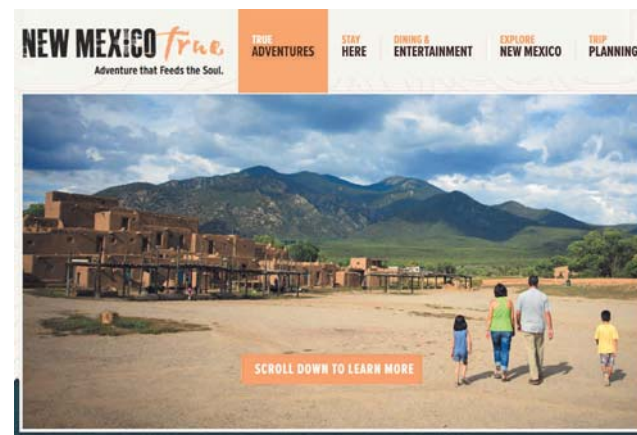 NEW MEXICO True
Adventure that Feeds the Soul.
TRUE
ADVENTURES
STAY
HERE
DINING &
ENTERTAINMENT
EXPLORE
NEW MEXICO
TRIP
PLANNING
SCROLL DOWN TO LEARN MORE